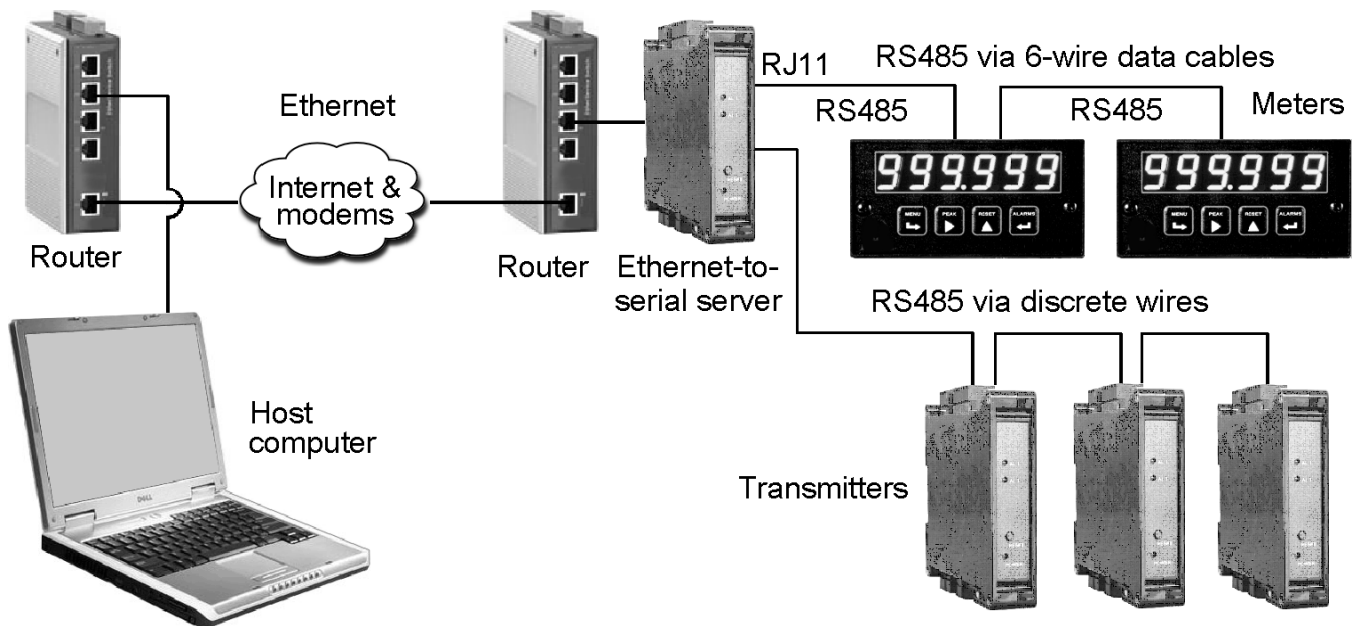 RJ11
RS485 via 6-wire data cables
Ethernet
RS485
RS485
Meters
999.999
999.999
Internet &
modems
MENU PEAK RESET ALARMS
MENU PEAK RESET ALARMS
Router
Router
Ethernet-to-
serial server
RS485 via discrete wires
Host
computer
Transmitters
DELL